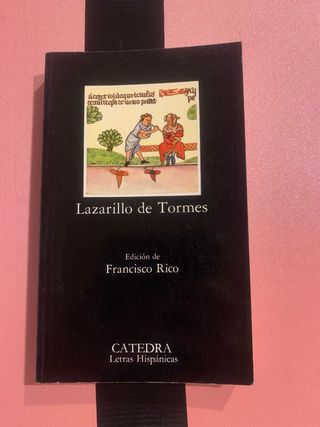 Lazarillo de Tormes
Edición de
Francisco Rico
CATEDRA
Letras Hispánicas